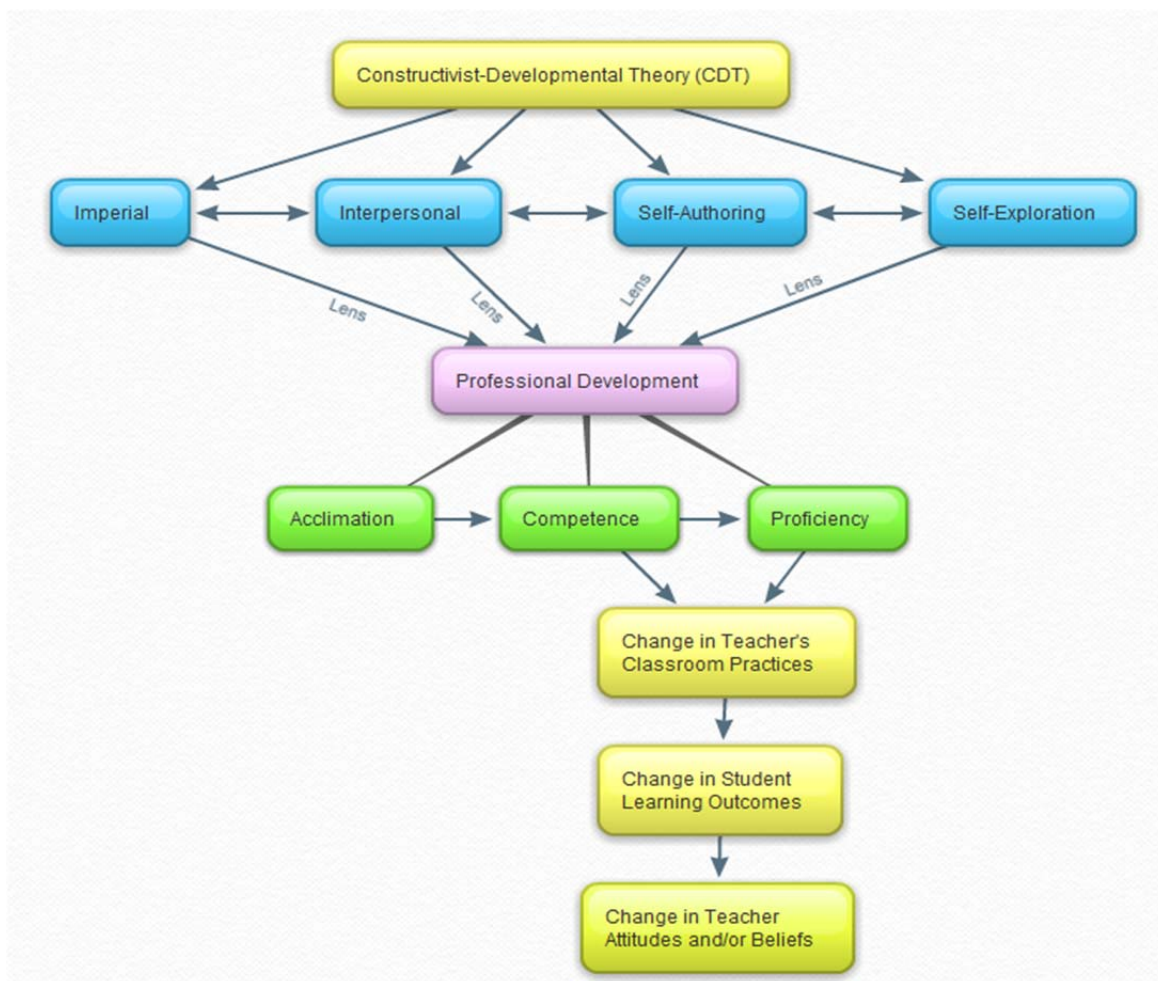 Constructivist-Developmental Theory (CDT)
Imperial
Interpersonal
Self-Authoring
Self-Exploration
Lens
Lens
Lens
Lens
Professional Development
Acclimation
Competence
Proficiency
Change in Teacher's
Classroom Practices
Change in Student
Learning Outcomes
Change in Teacher
Attitudes and/or Beliefs